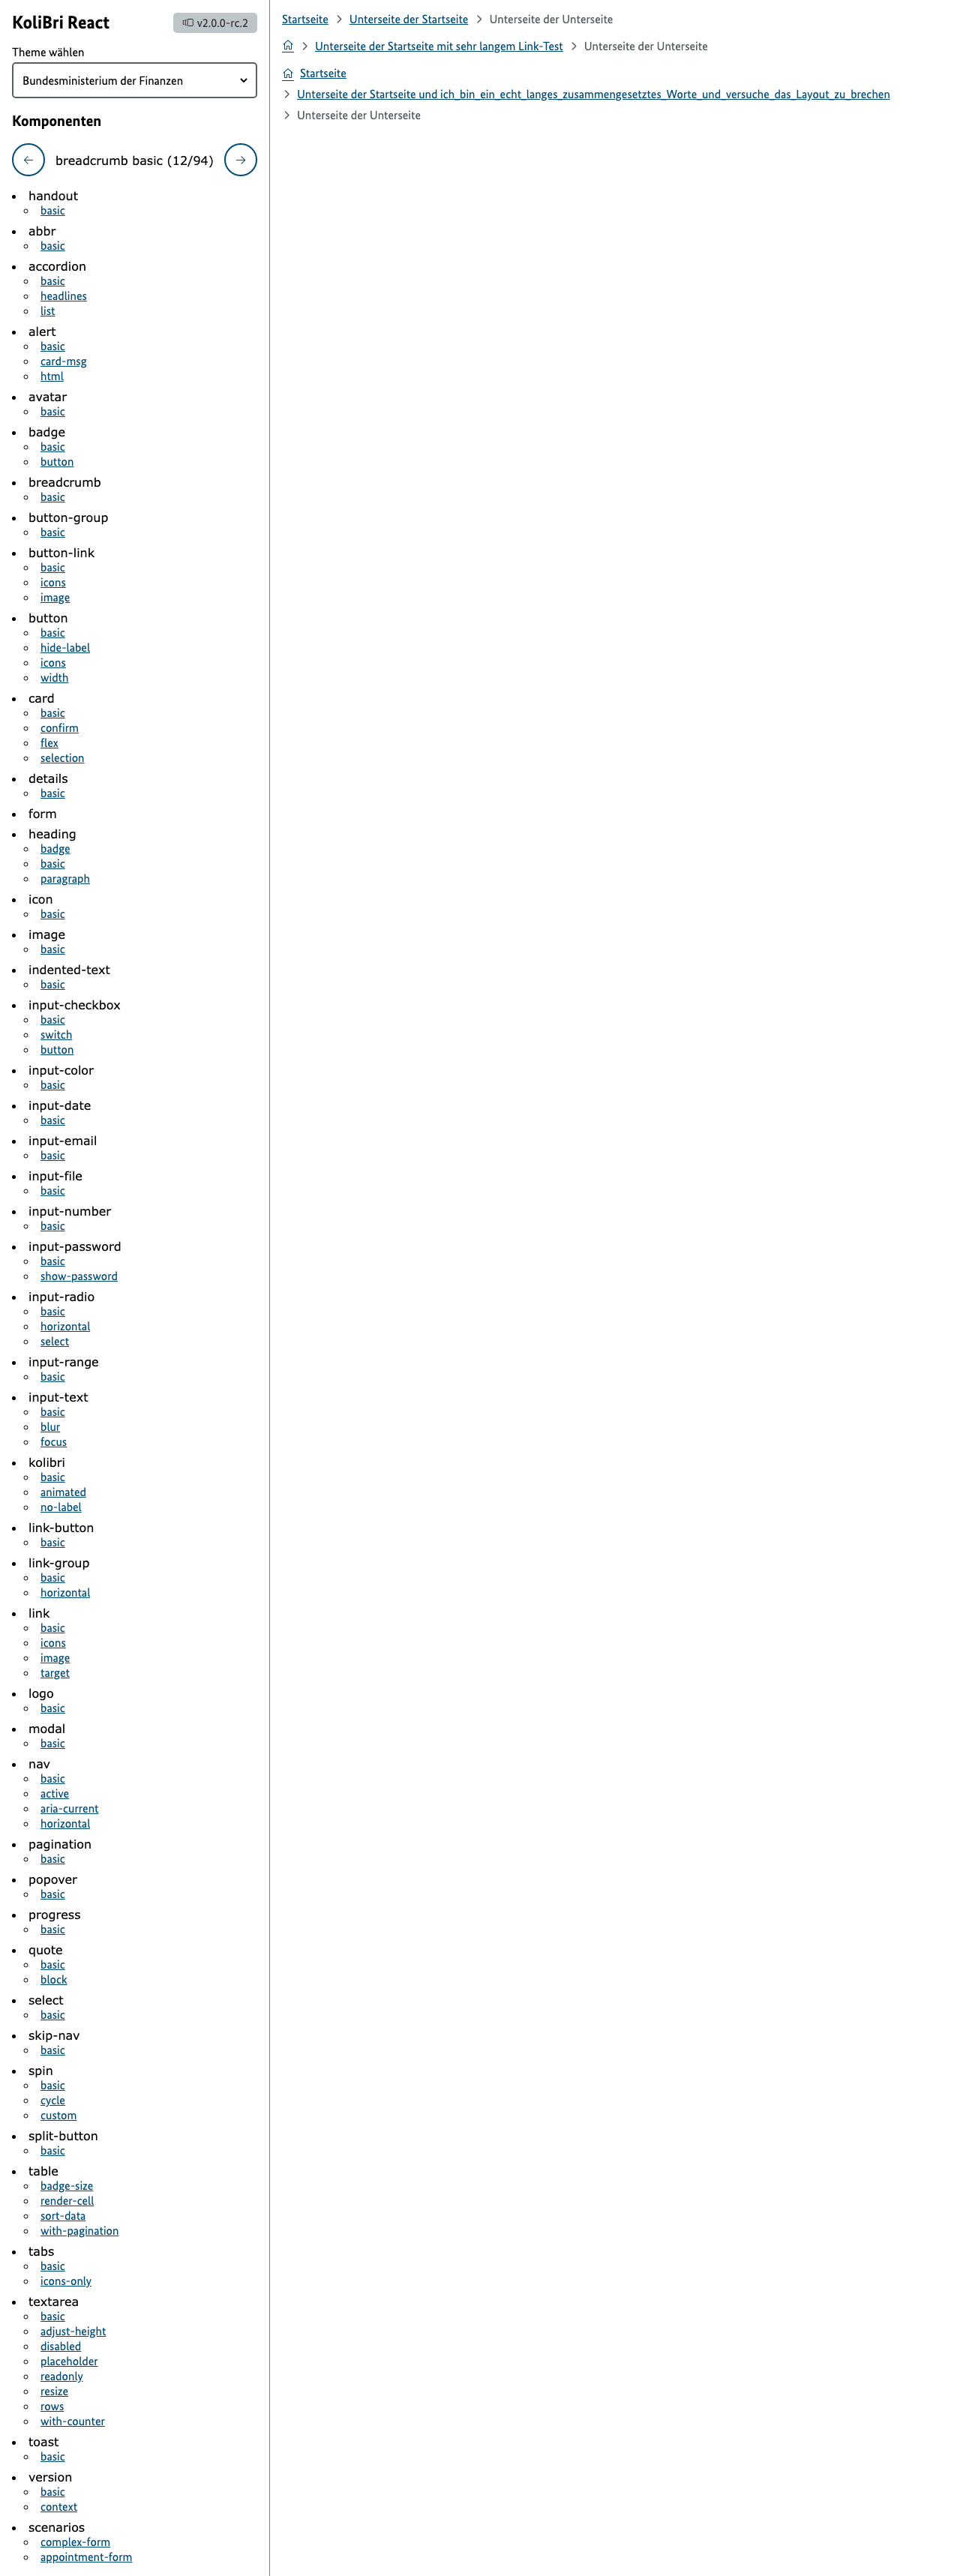 KoliBri React
v2.0.0-rc.2
Theme wählen
Bundesministerium der Finanzen
Komponenten
breadcrumb basic (12/94)
handout
basic
abbr
basic
accordion
basic
headlines
list
alert
basic
card-msg
html
avatar
basic
badge
basic
button
breadcrumb
basic
button-group
basic
button-link
basic
icons
image
button
basic
hide-label
icons
width
card
basic
confirm
flex
selection
details
basic
form
heading
badge
basic
paragraph
icon
basic
image
basic
indented-text
basic
input-checkbox
basic
switch
button
input-color
basic
input-date
basic
input-email
basic
input-file
basic
input-number
basic
input-password
basic
show-password
input-radio
basic
horizontal
select
input-range
basic
input-text
basic
blur
focus
kolibri
basic
animated
no-label
link-button
basic
link-group
basic
horizontal
link
basic
icons
image
target
logo
basic
modal
basic
nav
basic
active
aria-current
horizontal
pagination
basic
popover
basic
progress
basic
quote
basic
block
select
basic
skip-nav
basic
spin
basic
cycle
custom
split-button
basic
table
badge-size
render-cell
sort-data
with-pagination
tabs
basic
icons-only
textarea
basic
adjust-height
disabled
placeholder
readonly
resize
rows
with-counter
toast
basic
version
basic
context
scenarios
complex-form
appointment-form
Startseite Unterseite der Startseite Unterseite der Unterseite
Unterseite der Startseite mit sehr langem Link-Test Unterseite der Unterseite
Startseite
Unterseite der Startseite und ich_bin_ein_echt_langes_zusammengesetztes_Worte_und_versuche_das_Layout_zu_brechen
Unterseite der Unterseite